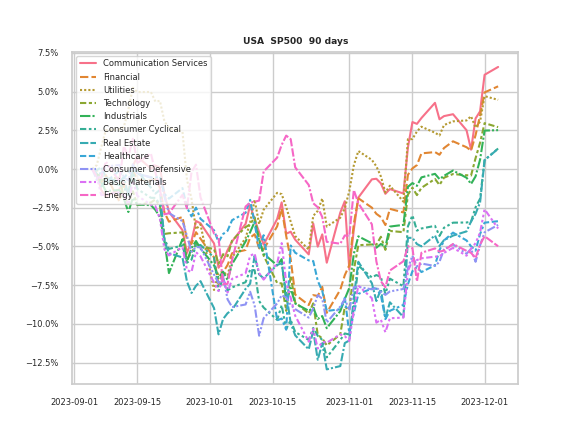 USA  SP500  90 days
7.5%
5.0%
2.5%
0.0%
−2.5%
−5.0%
−7.5%
−10.0%
−12.5%
Communication Services
Financial
Utilities
Technology
Industrials
Consumer Cyclical
Real Estate
Healthcare
Consumer Defensive
Basic Materials
Energy
2023-09-01 2023-09-15 2023-10-01 2023-10-15 2023-11-01 2023-11-15 2023-12-01